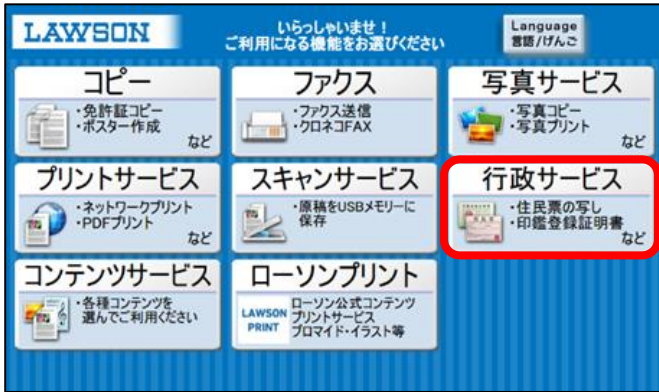 LAWSON
いらっしゃいませ！
ご利用になる機能をお選びください
Language
言語/げんご
コピー
・免許証コピー
・ポスター作成
など
ファクス
・ファクス送信
・クロネコFAX
写真サービス
・写真コピー
・写真プリント
など
プリントサービス
・ネットワークプリント
・PDFプリント
など
スキャンサービス
・原稿をUSBメモリーに
保存
行政サービス
・住民票の写し
・印鑑登録証明書
など
コンテンツサービス
・各種コンテンツを
選んでご利用ください
ローソンプリント
LAWSON
PRINT
ローソン公式コンテンツ
プリントサービス
ブロマイド・イラスト等